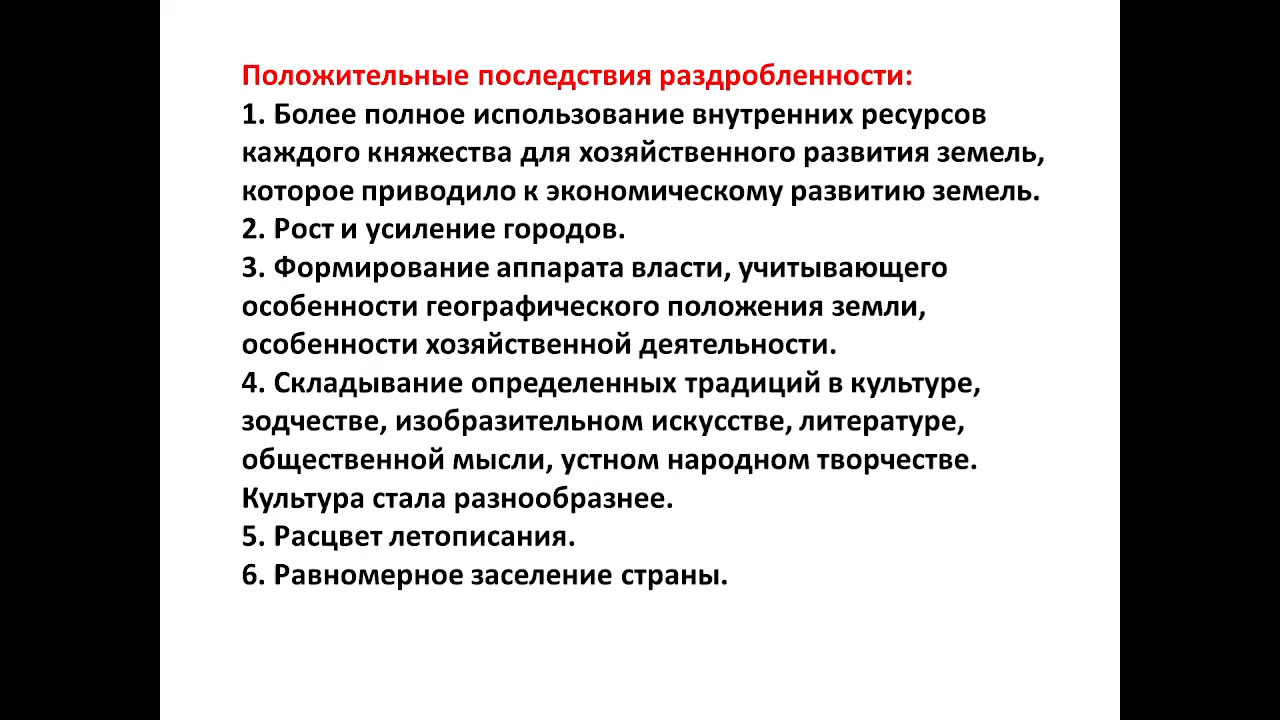 Положительные последствия раздробленности:
1. Более полное использование внутренних ресурсов
каждого княжества для хозяйственного развития земель,
которое приводило к экономическому развитию земель.
2. Рост и усиление городов.
3. Формирование аппарата власти, учитывающего
особенности географического положения земли,
особенности хозяйственной деятельности.
4. Складывание определенных традиций в культуре,
зодчестве, изобразительном искусстве, литературе,
общественной мысли, устном народном творчестве.
Культура стала разнообразнее.
5. Расцвет летописания.
6. Равномерное заселение страны.